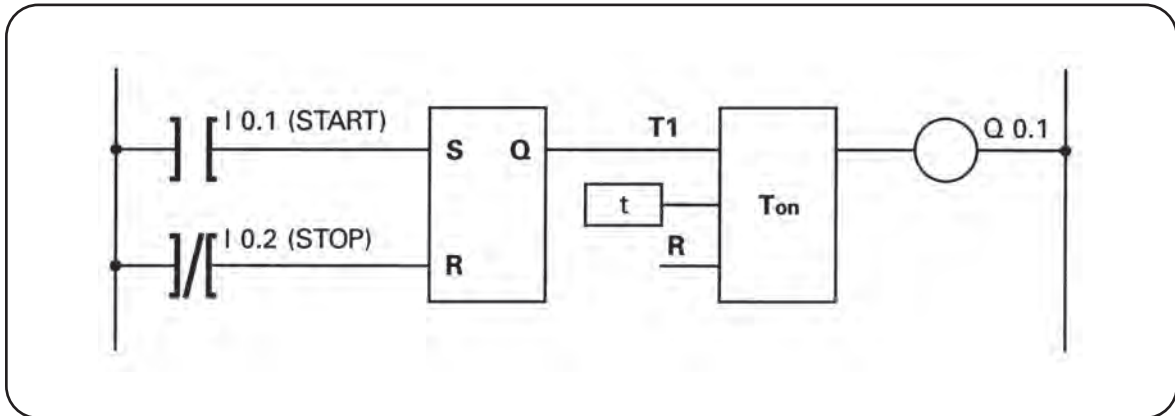 I 0.1 (START)
S Q
T1
Q 0.1
t
Ton
I 0.2 (STOP)
R
R